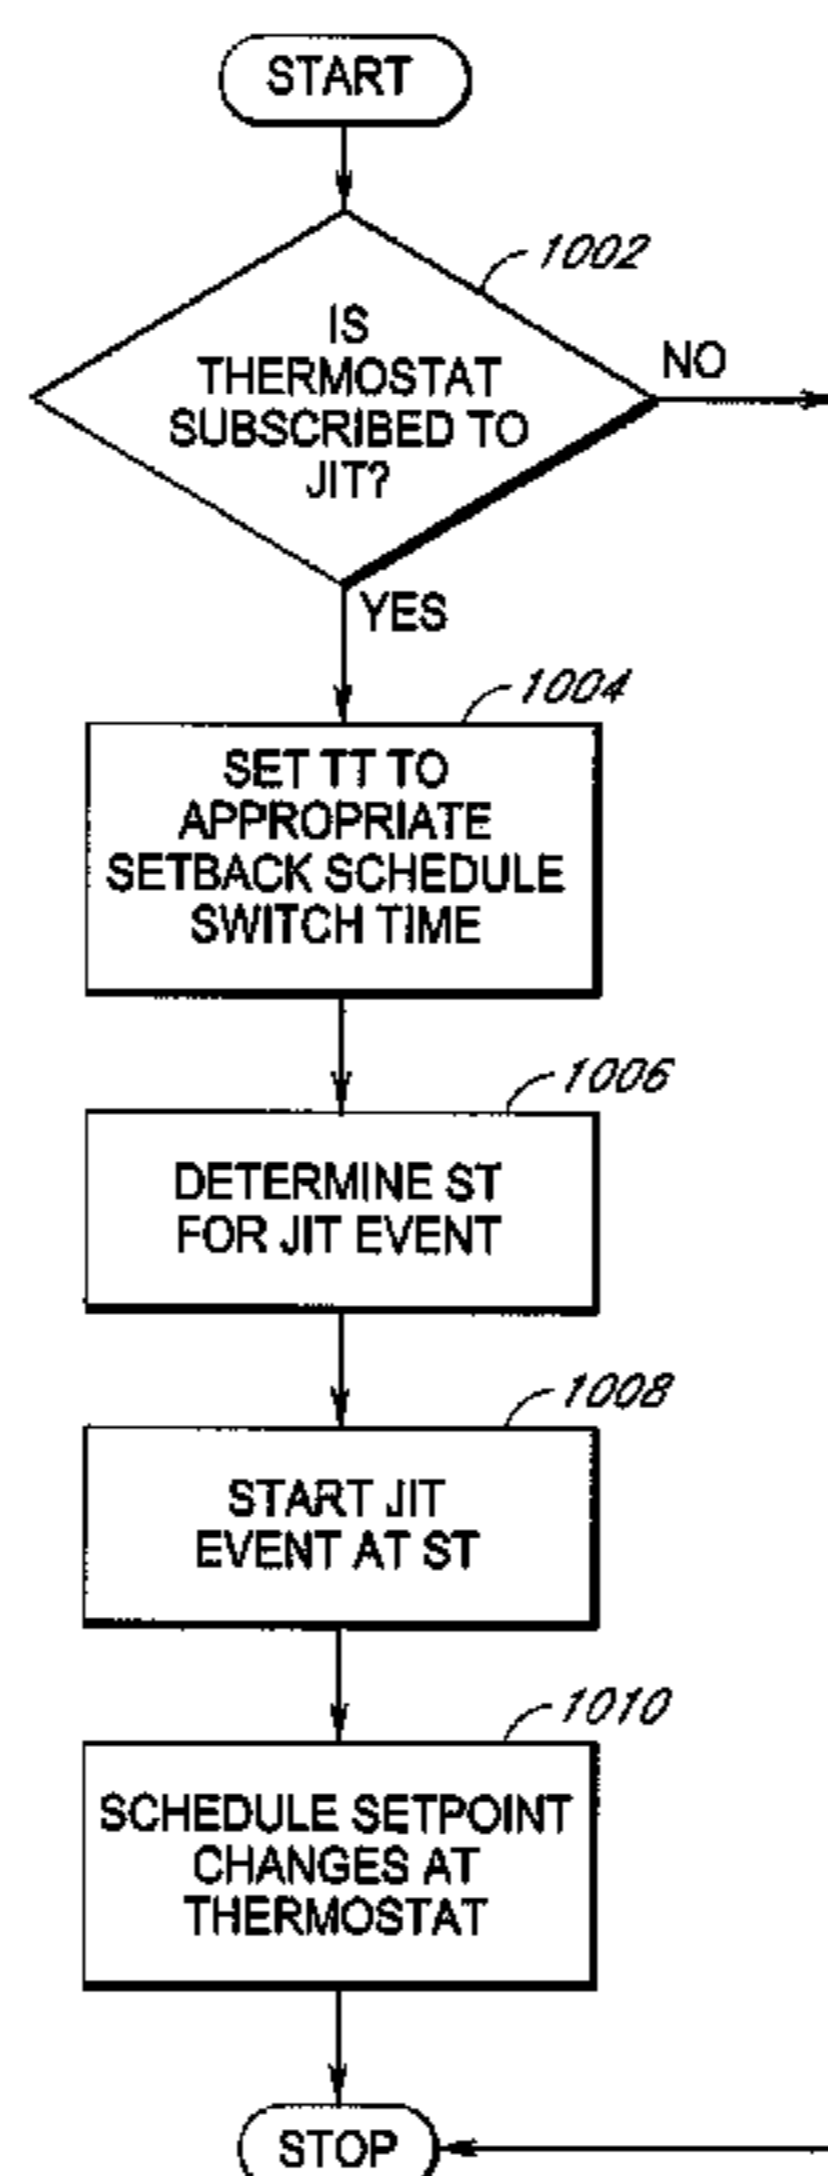 START
1002
IS
THERMOSTAT
SUBSCRIBED TO
JIT?
NO
YES
1004
SET TT TO
APPROPRIATE
SETBACK SCHEDULE
SWITCH TIME
1006
DETERMINE ST
FOR JIT EVENT
1008
START JIT
EVENT AT ST
1010
SCHEDULE SETPOINT
CHANGES AT
THERMOSTAT
STOP